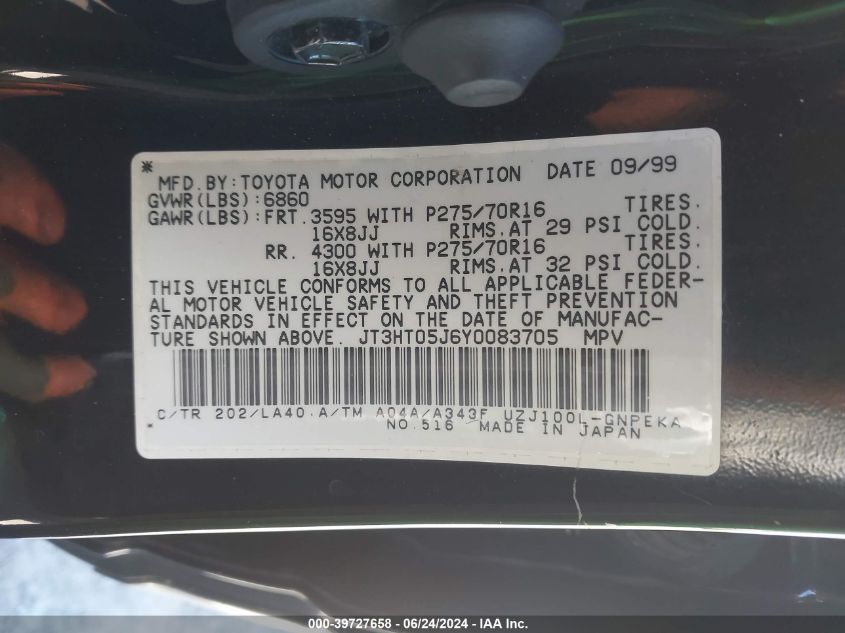 *
MFD. BY: TOYOTA MOTOR CORPORATION DATE 09/99
GVWR(LBS):6860
GAWR(LBS):FRT. 3595 WITH P275/70R16 TIRES.
16X8JJ RIMS.AT 29 PSI COLD.
RR. 4300 WITH P275/70R16 TIRES.
16X8JJ RIMS.AT 32 PSI COLD.
THIS VEHICLE CONFORMS TO ALL APPLICABLE FEDER-
AL MOTOR VEHICLE SAFETY AND THEFT PREVENTION
STANDARDS IN EFFECT ON THE DATE OF MANUFAC-
TURE SHOWN ABOVE. JT3HT05J6Y0083705 MPV
C/TR 202/LA40 A/TM A04A/A343F UZJ100L-GNPEKA
* NO.516 MADE IN JAPAN
000-39727658 / 06/24/2024 - IAA Inc.